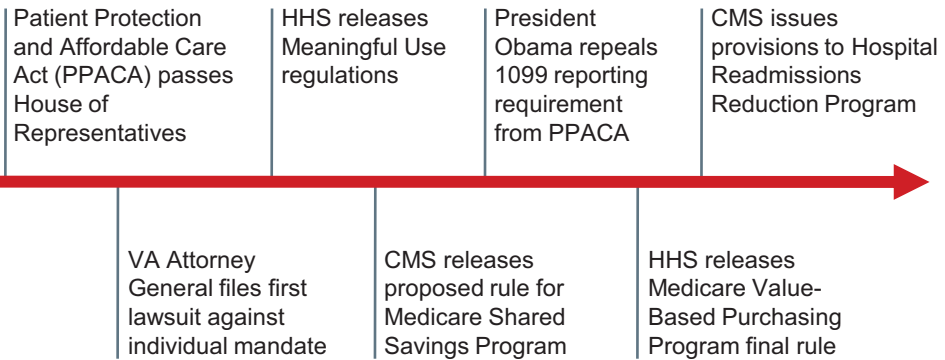 Patient Protection
and Affordable Care
Act (PPACA) passes
House of
Representatives
HHS releases
Meaningful Use
regulations
President
Obama repeals
1099 reporting
requirement
from PPACA
CMS issues
provisions to Hospital
Readmissions
Reduction Program
VA Attorney
General files first
lawsuit against
individual mandate
CMS releases
proposed rule for
Medicare Shared
Savings Program
HHS releases
Medicare Value-
Based Purchasing
Program final rule